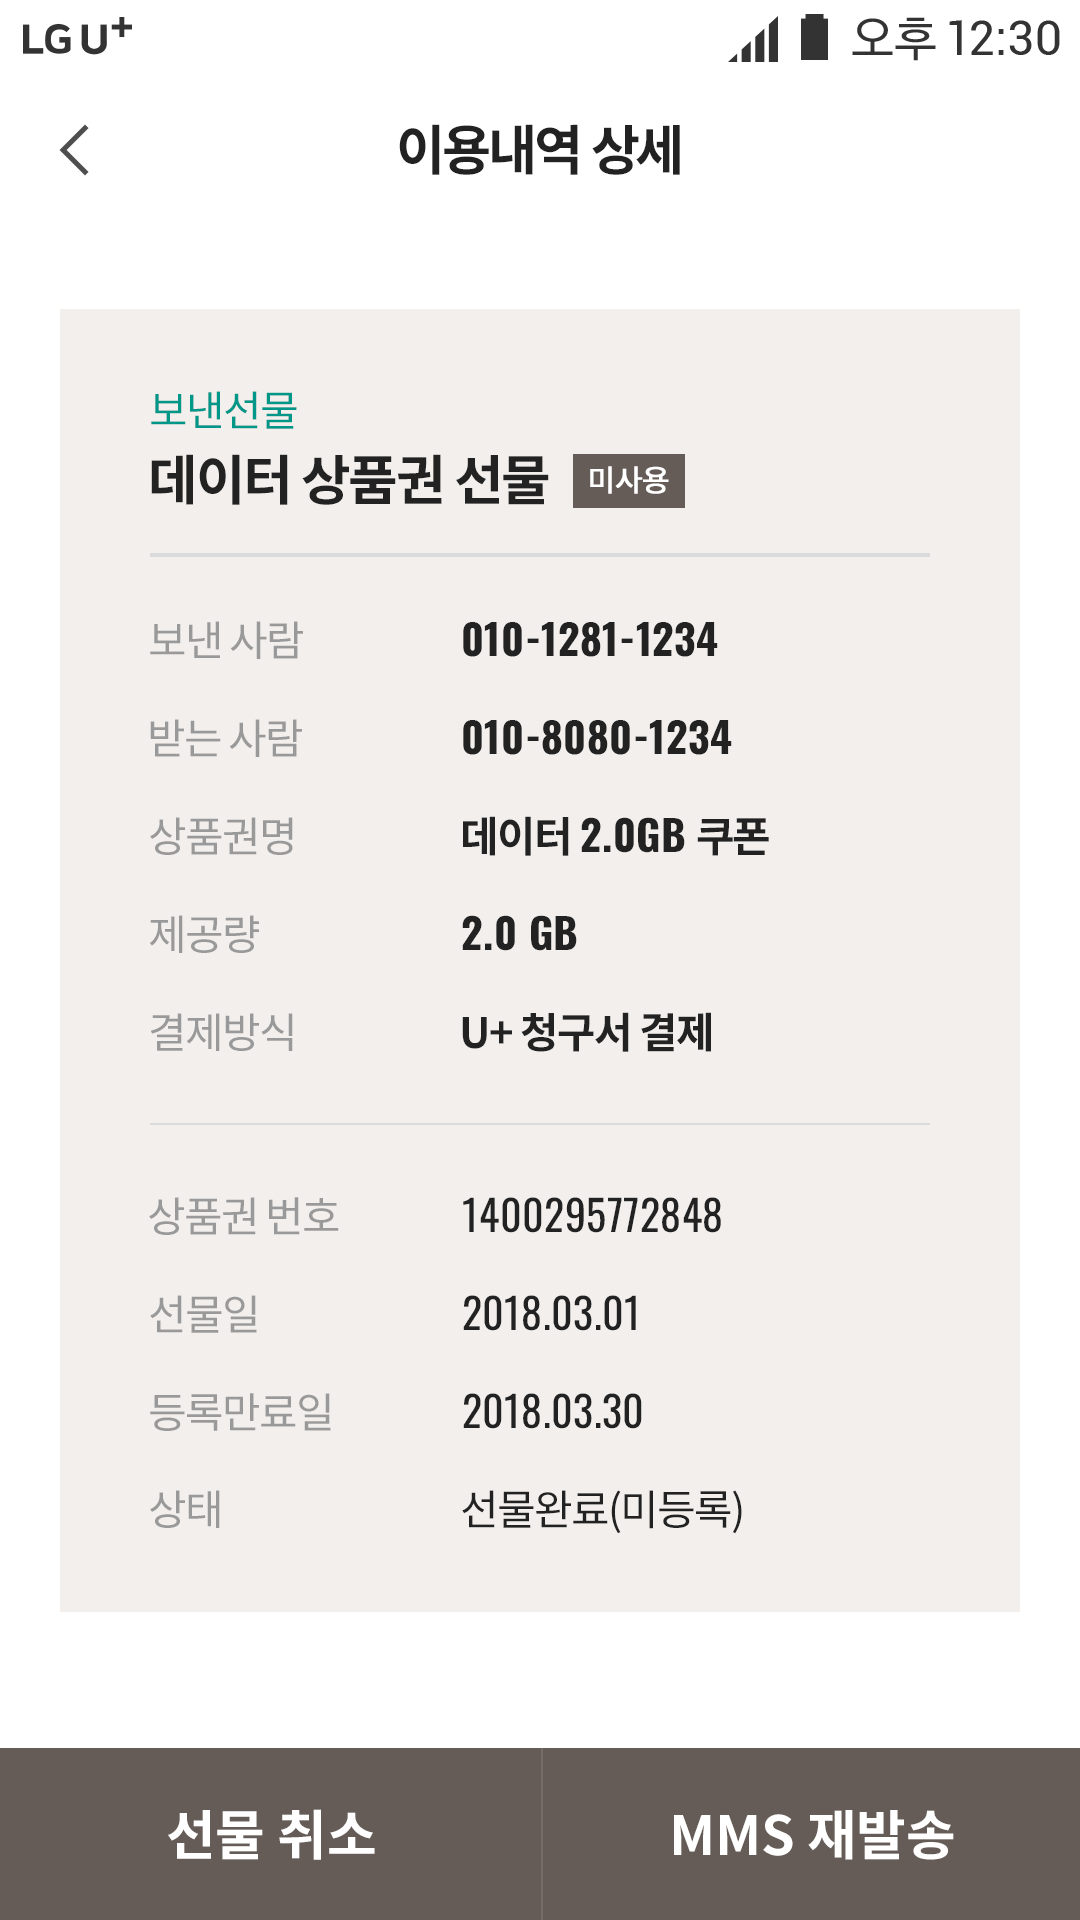 LG U+ 오후 12:30
이용내역 상세
보낸선물
데이터 상품권 선물 미사용
보낸 사람 010-1281-1234
받는 사람 010-8080-1234
상품권명 데이터 2.0GB 쿠폰
제공량 2.0 GB
결제방식 U+ 청구서 결제
상품권 번호 1400295772848
선물일 2018.03.01
등록만료일 2018.03.30
상태 선물완료(미등록)
선물 취소 MMS 재발송